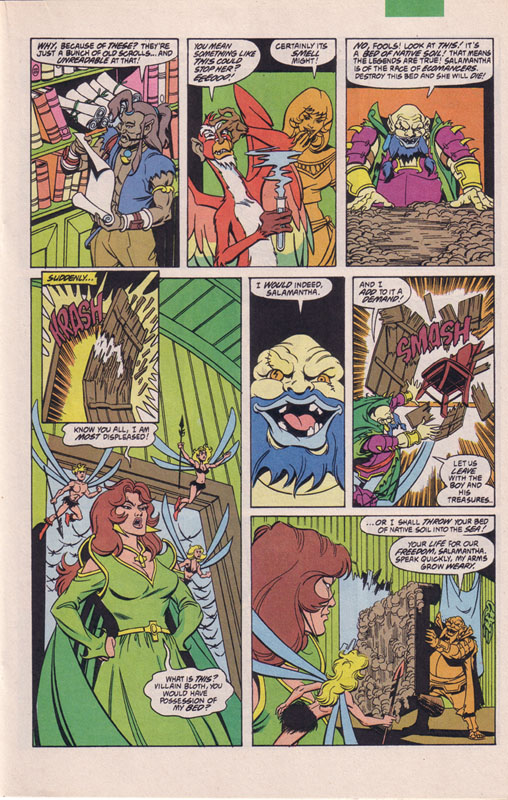 WHY, BECAUSE OF THESE? THEY'RE
JUST A BUNCH OF OLD SCROLLS... AND
UNREADABLE AT THAT!
YOU MEAN
SOMETHING LIKE
THIS COULD
STOP HER?
EEEOOO!
CERTAINLY ITS
SMELL
MIGHT!
NO, FOOLS! LOOK AT THIS! IT'S
A BED OF NATIVE SOIL! THAT MEANS
THE LEGENDS ARE TRUE! SALAMANTHA
IS OF THE RACE OF ECOMANCERS.
DESTROY THIS BED AND SHE WILL DIE!
SUDDENLY...
KRASH
KNOW YOU ALL, I AM
MOST DISPLEASED!
WHAT IS THIS?
VILLAIN BLOTH, YOU
WOULD HAVE
POSSESSION OF
MY BED?
I WOULD INDEED,
SALAMANTHA.
AND I
ADD TO IT A
DEMAND!
SMASH
LET US
LEAVE
WITH THE
BOY AND
HIS
TREASURES...
...OR I SHALL THROW YOUR BED
OF NATIVE SOIL INTO THE SEA!
YOUR LIFE FOR OUR
FREEDOM, SALAMANTHA.
SPEAK QUICKLY, MY ARMS
GROW WEARY.